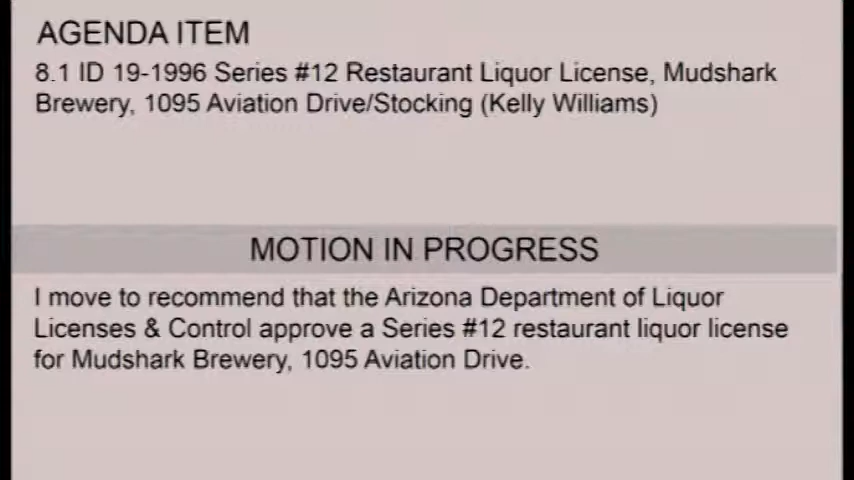 AGENDA ITEM
8.1 ID 19-1996 Series #12 Restaurant Liquor License, Mudshark
Brewery, 1095 Aviation Drive/Stocking (Kelly Williams)
MOTION IN PROGRESS
I move to recommend that the Arizona Department of Liquor
Licenses & Control approve a Series #12 restaurant liquor license
for Mudshark Brewery, 1095 Aviation Drive.